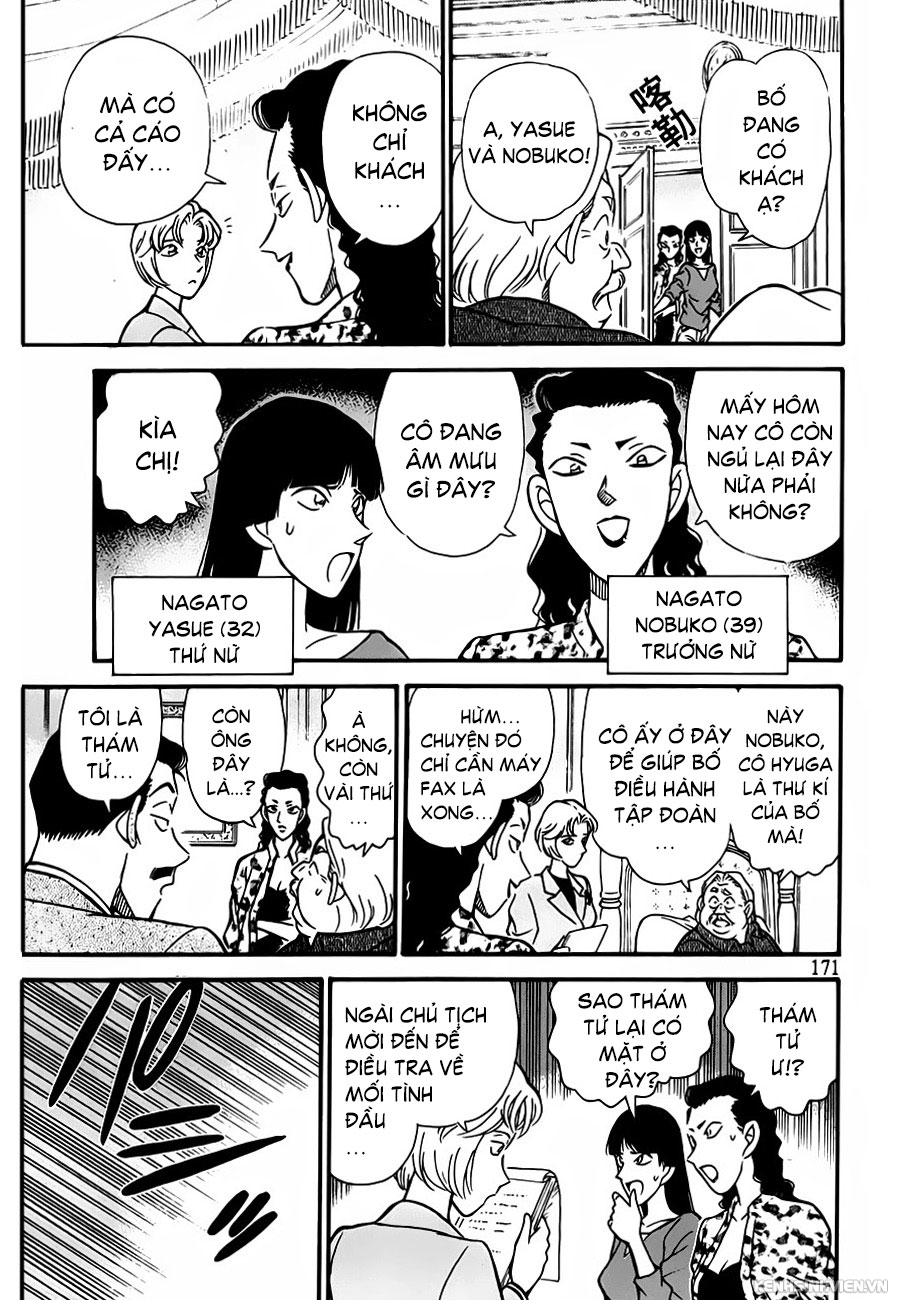 BỐ
ĐANG
CÓ
KHÁCH
Ạ?
喀
勒
A, YASUE
VÀ NOBUKO!
KHÔNG
CHỈ
KHÁCH
...
MÀ CÓ
CẢ CÁO
ĐẤY...
MẤY HÔM
NAY CÔ CÒN
NGỦ LẠI ĐÂY
NỮA PHẢI
KHÔNG?
CÔ ĐANG
ÂM MƯU
GÌ ĐÂY?
KÌA
CHỊ!
NAGATO
NOBUKO (39)
TRƯỞNG NỮ
NAGATO
YASUE (32)
THỨ NỮ
NÀY
NOBUKO,
CÔ HYUGA
LÀ THƯ KÍ
CỦA BỐ
MÀ!
CÔ ẤY Ở ĐÂY
ĐỂ GIÚP BỐ
ĐIỀU HÀNH
TẬP ĐOÀN
...
HỪM...
CHUYỆN ĐÓ
CHỈ CẦN MÁY
FAX LÀ
XONG...
À
KHÔNG,
CÒN
VÀI THỨ
...
CÒN
ÔNG
ĐÂY
LÀ...?
TÔI LÀ
THÁM
TỬ...
171
THÁM
TỬ
Ư!?
SAO THÁM
TỬ LẠI CÓ
MẶT Ở
ĐÂY?
NGÀI CHỦ TỊCH
MỜI ĐẾN ĐỂ
ĐIỀU TRA VỀ
MỐI TÌNH
ĐẦU
...